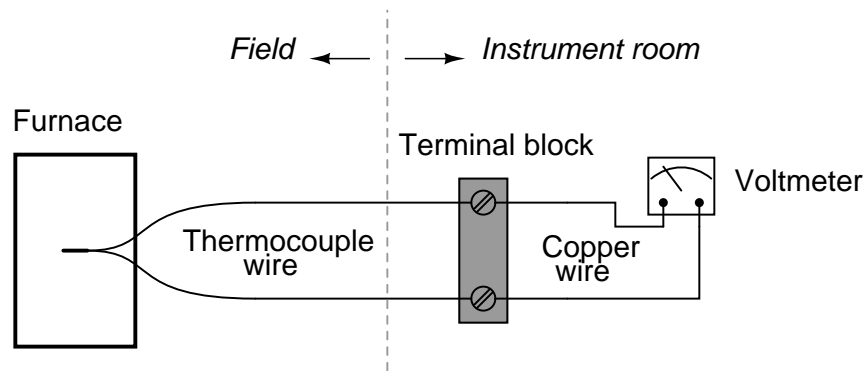 Field
Instrument room
Furnace
Terminal block
Voltmeter
Thermocouple
wire
Copper
wire